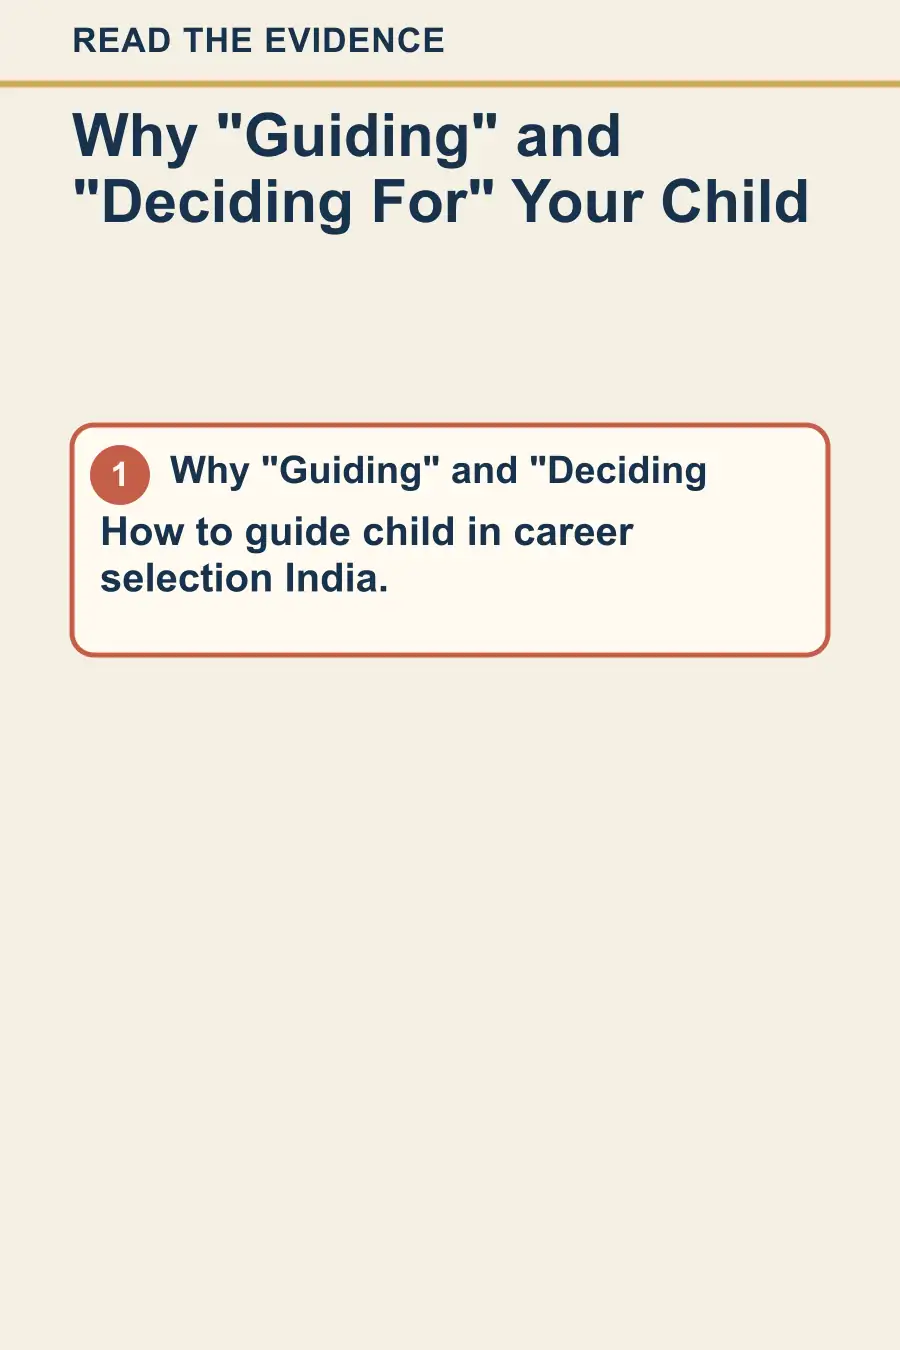 READ THE EVIDENCE
Why "Guiding" and
"Deciding For" Your Child
1 Why "Guiding" and "Deciding
How to guide child in career
selection India.